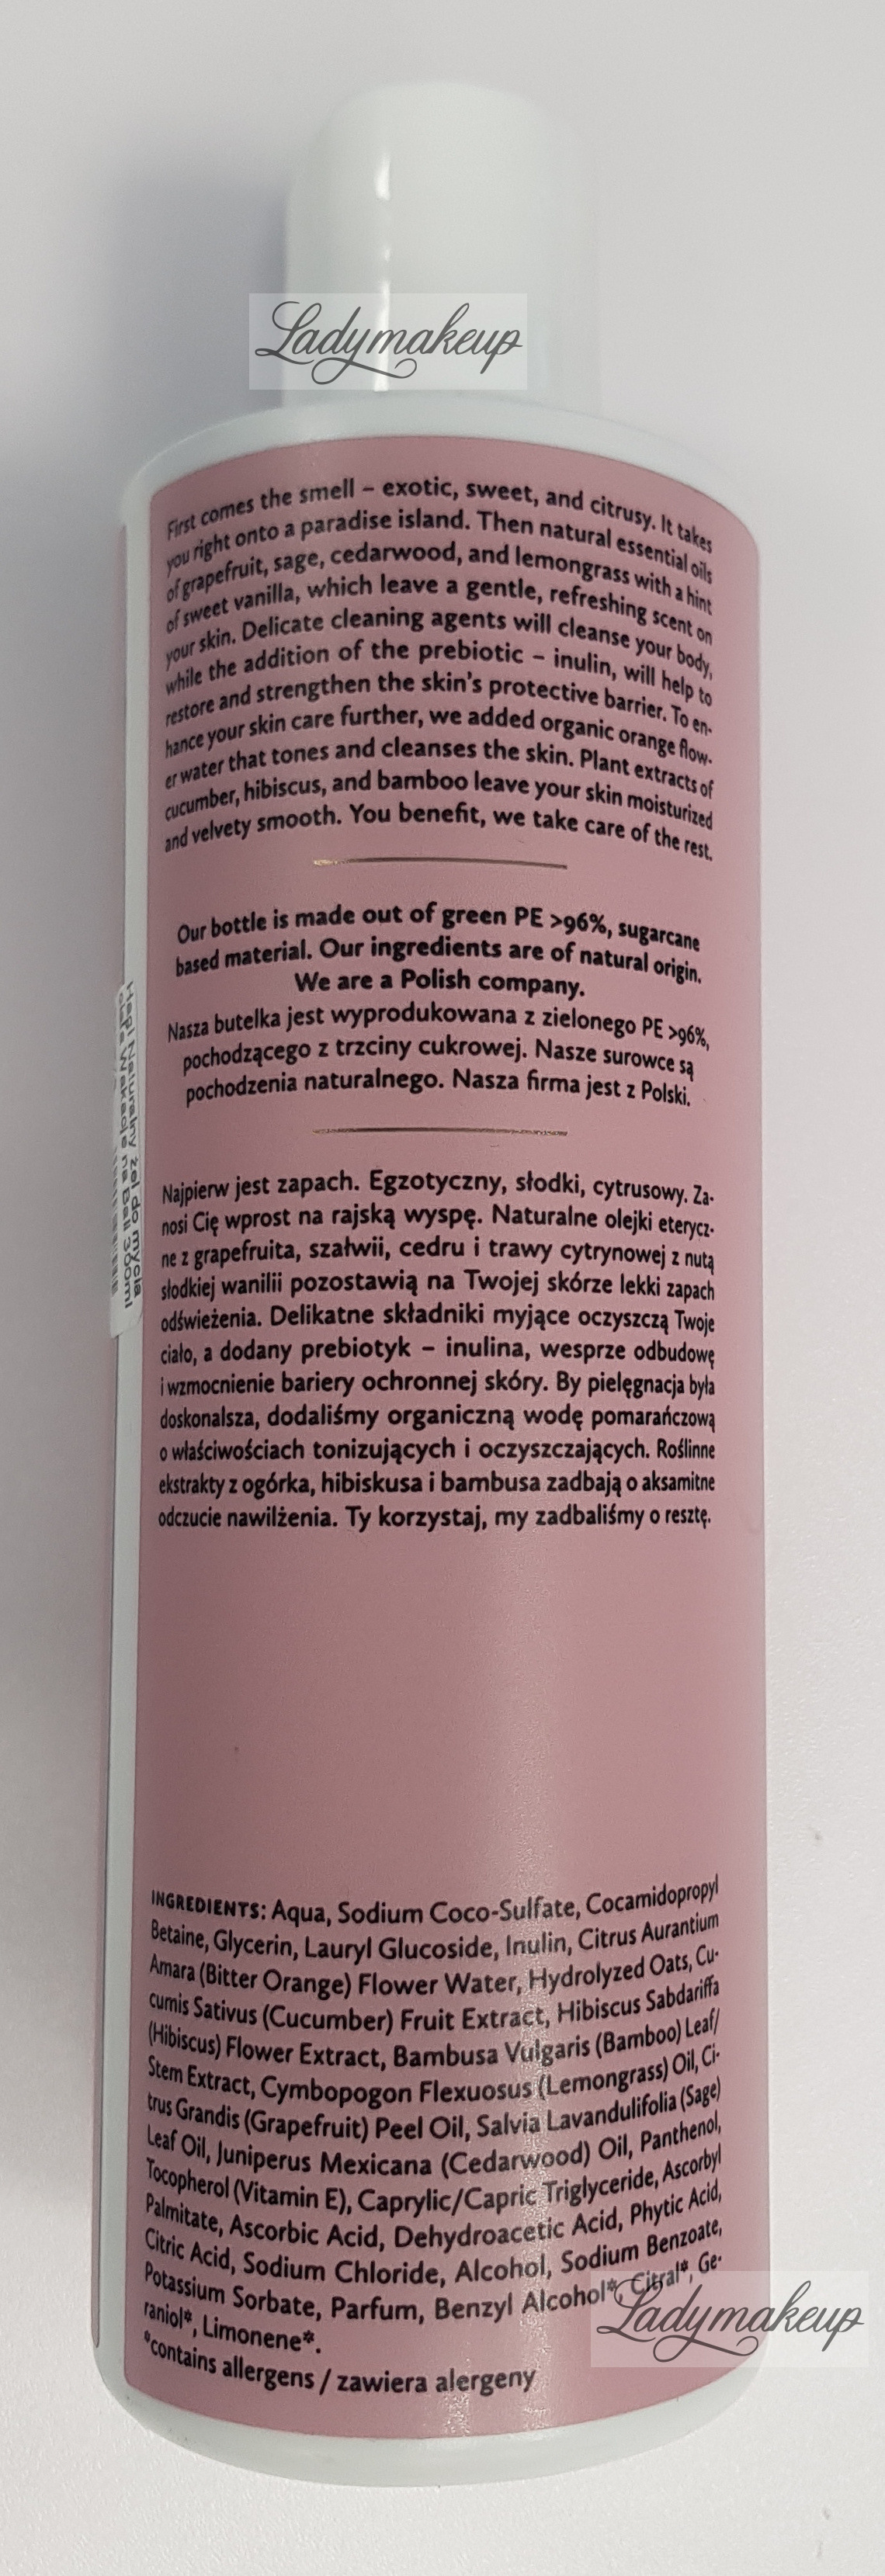 Ladymakeup
First comes the smell – exotic, sweet, and citrusy. It takes
you right onto a paradise island. Then natural essential oils
of grapefruit, sage, cedarwood, and lemongrass with a hint
of sweet vanilla, which leave a gentle, refreshing scent on
your skin. Delicate cleaning agents will cleanse your body,
while the addition of the prebiotic – inulin, will help to
restore and strengthen the skin's protective barrier. To en-
hance your skin care further, we added organic orange flow-
er water that tones and cleanses the skin. Plant extracts of
cucumber, hibiscus, and bamboo leave your skin moisturized
and velvety smooth. You benefit, we take care of the rest.
Our bottle is made out of green PE >96%, sugarcane
based material. Our ingredients are of natural origin.
We are a Polish company.
Nasza butelka jest wyprodukowana z zielonego PE >96%,
pochodzącego z trzciny cukrowej. Nasze surowce są
pochodzenia naturalnego. Nasza firma jest z Polski.
Najpierw jest zapach. Egzotyczny, słodki, cytrusowy. Za-
nosi Cię wprost na rajską wyspę. Naturalne olejki eterycz-
ne z grapefruita, szałwii, cedru i trawy cytrynowej z nutą
słodkiej wanilii pozostawią na Twojej skórze lekki zapach
odświeżenia. Delikatne składniki myjące oczyszczą Twoje
ciało, a dodany prebiotyk – inulina, wesprze odbudowę
i wzmocnienie bariery ochronnej skóry. By pielęgnacja była
doskonalsza, dodaliśmy organiczną wodę pomarańczową
o właściwościach tonizujących i oczyszczających. Roślinne
ekstrakty z ogórka, hibiskusa i bambusa zadbają o aksamitne
odczucie nawilżenia. Ty korzystaj, my zadbaliśmy o resztę.
Hagi Naturalny żel do mycia
ciała Wakacje na Bali 300ml
INGREDIENTS: Aqua, Sodium Coco-Sulfate, Cocamidopropyl
Betaine, Glycerin, Lauryl Glucoside, Inulin, Citrus Aurantium
Amara (Bitter Orange) Flower Water, Hydrolyzed Oats, Cu-
cumis Sativus (Cucumber) Fruit Extract, Hibiscus Sabdariffa
(Hibiscus) Flower Extract, Bambusa Vulgaris (Bamboo) Leaf/
Stem Extract, Cymbopogon Flexuosus (Lemongrass) Oil, Ci-
trus Grandis (Grapefruit) Peel Oil, Salvia Lavandulifolia (Sage)
Leaf Oil, Juniperus Mexicana (Cedarwood) Oil, Panthenol,
Tocopherol (Vitamin E), Caprylic/Capric Triglyceride, Ascorbyl
Palmitate, Ascorbic Acid, Dehydroacetic Acid, Phytic Acid,
Citric Acid, Sodium Chloride, Alcohol, Sodium Benzoate,
Potassium Sorbate, Parfum, Benzyl Alcohol*, Citral*, Ge-
raniol*, Limonene*.
*contains allergens / zawiera alergeny
Ladymakeup